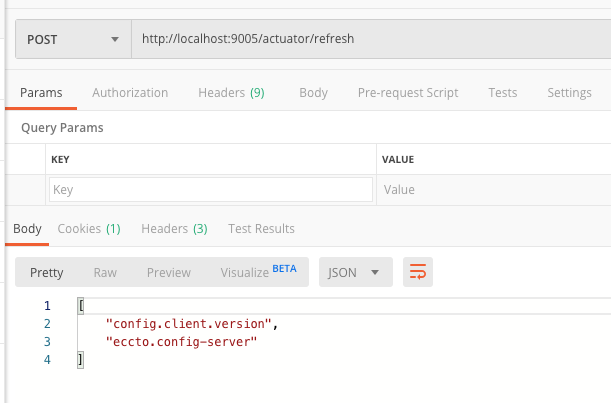 POST http://localhost:9005/actuator/refresh
Params Authorization Headers (9) Body Pre-request Script Tests Settings
Query Params
KEY VALUE
Key Value
Body Cookies (1) Headers (3) Test Results
Pretty Raw Preview Visualize BETA JSON
1 [
2 "config.client.version",
3 "eccto.config-server"
4 ]